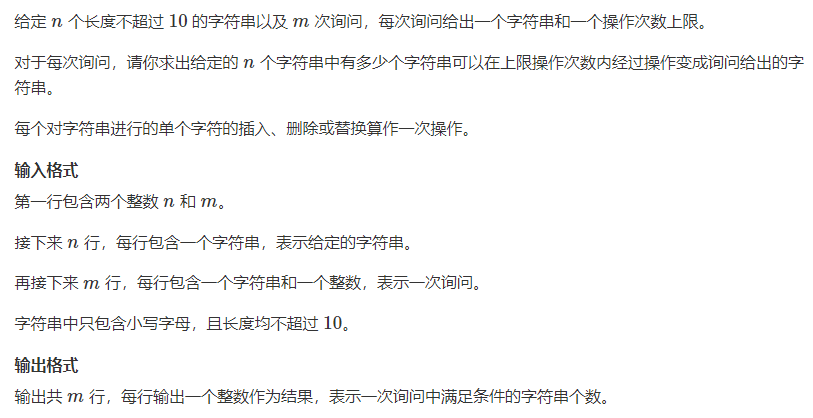 给定 n 个长度不超过 10 的字符串以及 m 次询问，每次询问给出一个字符串和一个操作次数上限。
对于每次询问，请你求出给定的 n 个字符串中有多少个字符串可以在上限操作次数内经过操作变成询问给出的字
符串。
每个对字符串进行的单个字符的插入、删除或替换算作一次操作。
输入格式
第一行包含两个整数 n 和 m。
接下来 n 行，每行包含一个字符串，表示给定的字符串。
再接下来 m 行，每行包含一个字符串和一个整数，表示一次询问。
字符串中只包含小写字母，且长度均不超过 10。
输出格式
输出共 m 行，每行输出一个整数作为结果，表示一次询问中满足条件的字符串个数。